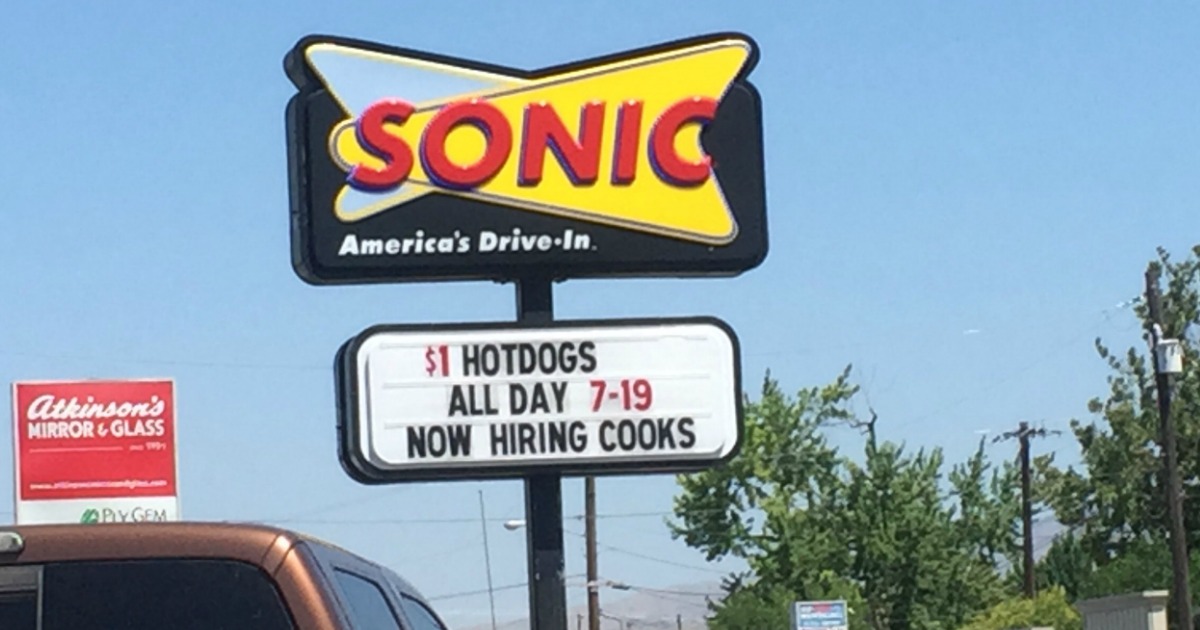 SONIC
America's Drive-In.
$1 HOTDOGS
ALL DAY 7-19
NOW HIRING COOKS
Atkinson's
MIRROR & GLASS
PLY GEM